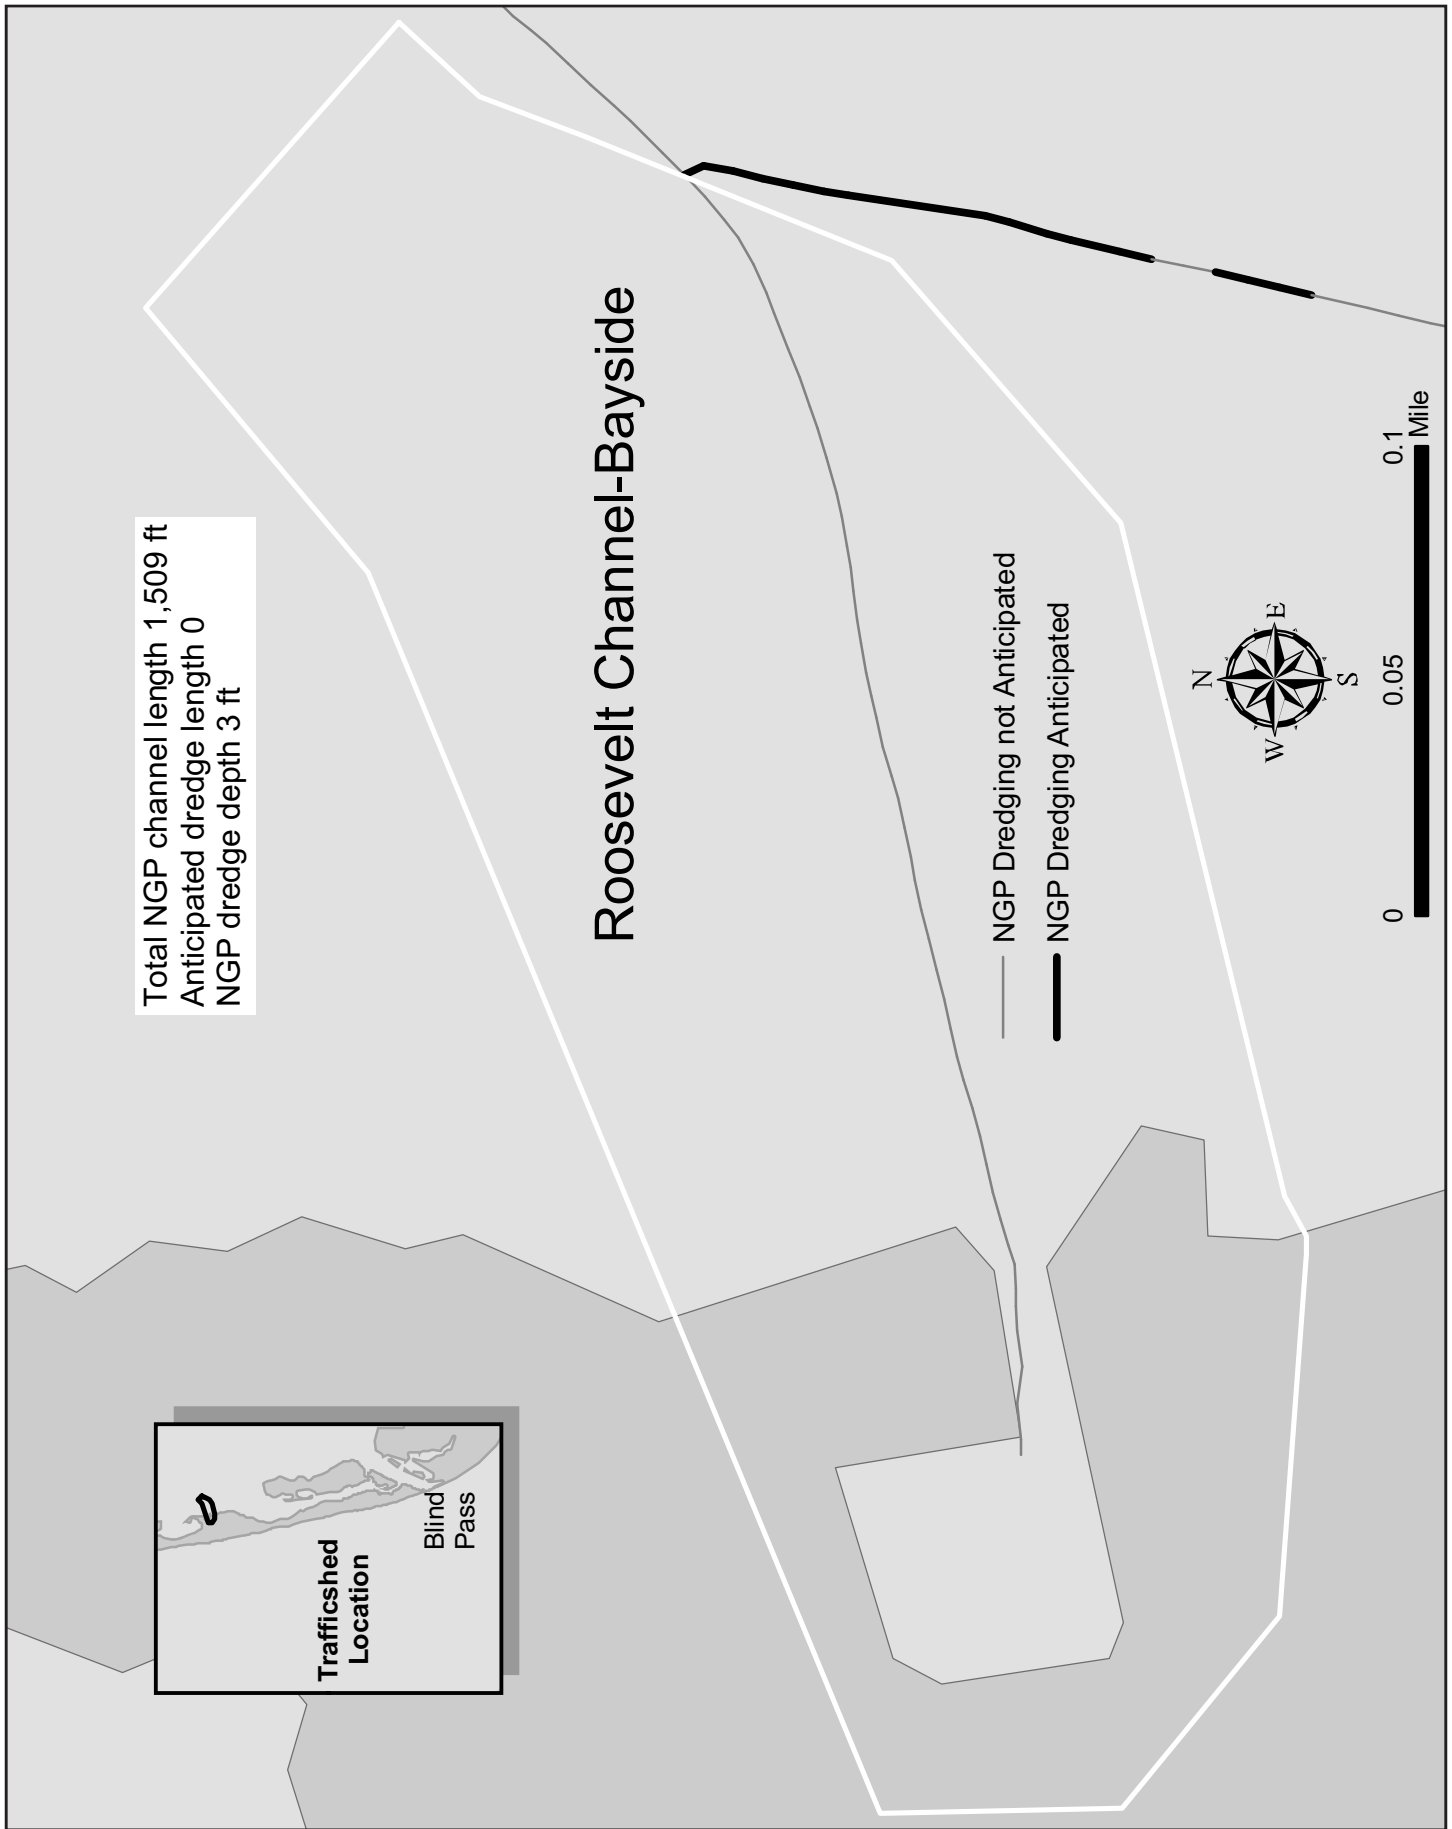 Total NGP channel length 1,509 ft
Anticipated dredge length 0
NGP dredge depth 3 ft
Trafficshed
Location
Blind
Pass
Roosevelt Channel-Bayside
NGP Dredging not Anticipated
NGP Dredging Anticipated
N
W
E
S
0
0.05
0.1
Mile